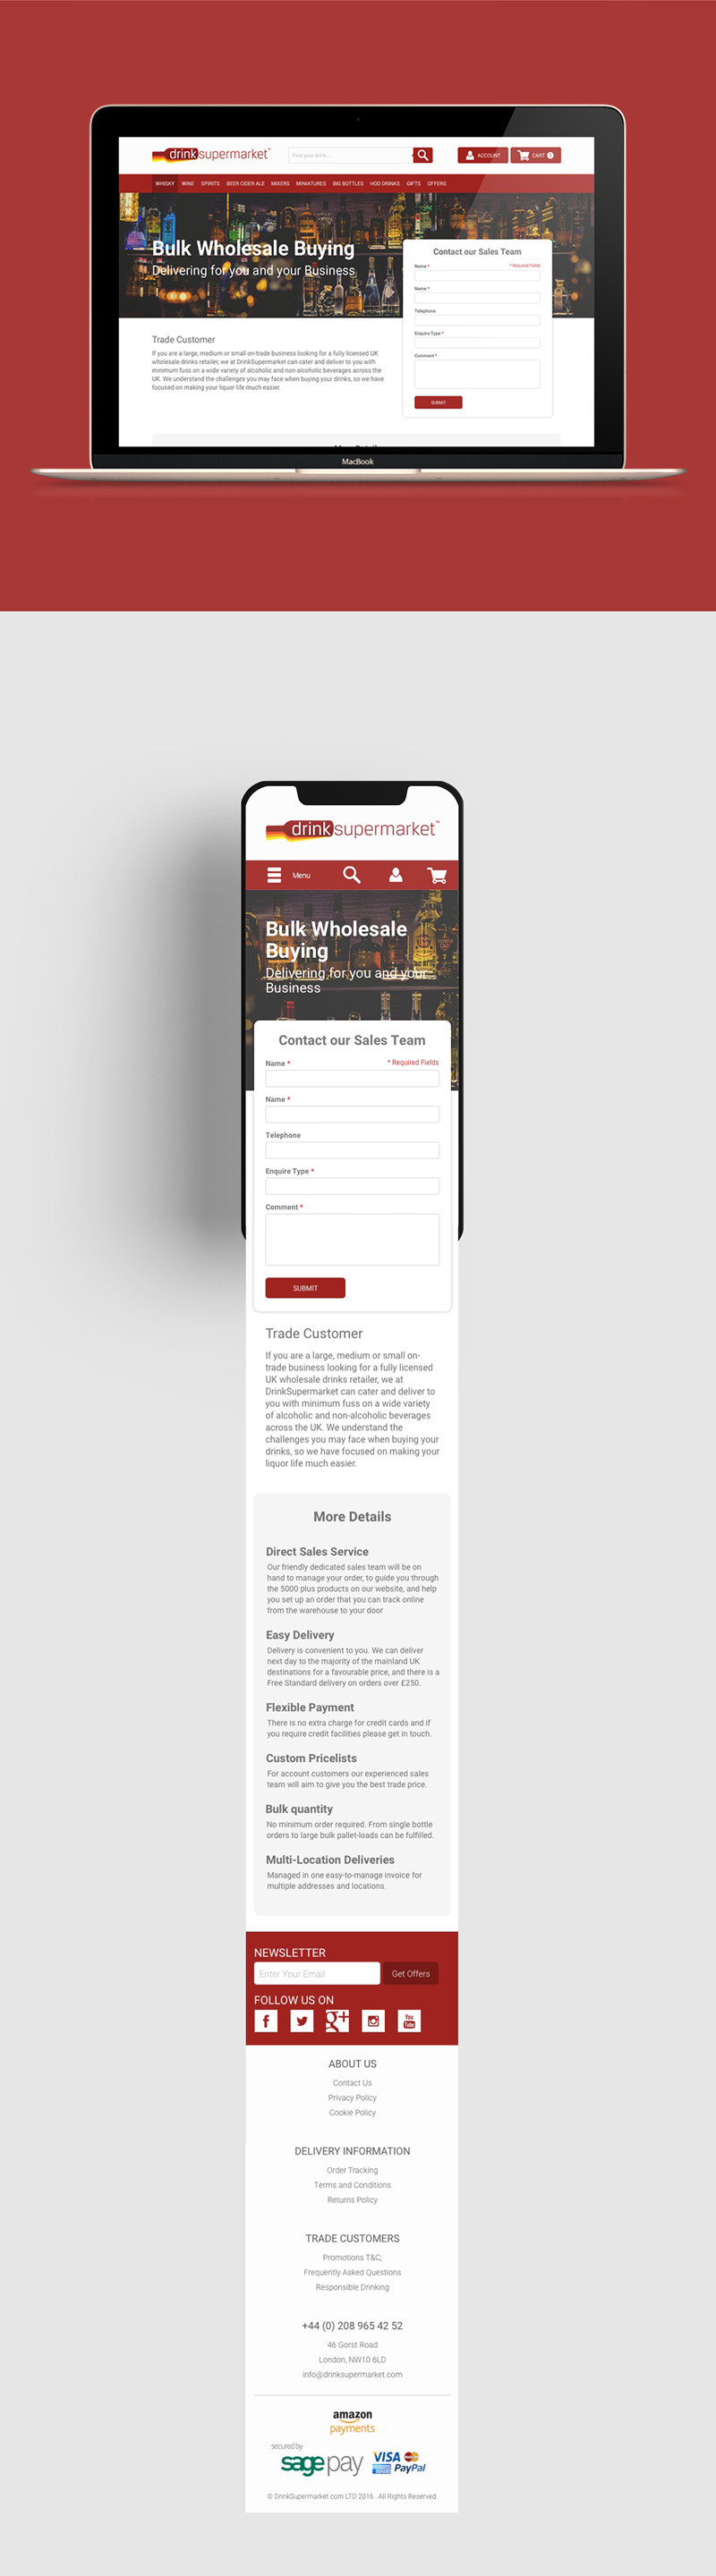 drinksupermarket™
Find your drink...
ACCOUNT
CART
WHISKY WINE SPIRITS BEER CIDER ALE MIXERS MINIATURES BIG BOTTLES HOG DRINKS GIFTS OFFERS
Bulk Wholesale Buying
Delivering for you and your Business
Contact our Sales Team
Name * * Required Fields
Name *
Telephone
Enquire Type *
Comment *
SUBMIT
Trade Customer
If you are a large, medium or small on-trade business looking for a fully licensed UK
wholesale drinks retailer, we at DrinkSupermarket can cater and deliver to you with
minimum fuss on a wide variety of alcoholic and non-alcoholic beverages across the
UK. We understand the challenges you may face when buying your drinks, so we have
focused on making your liquor life much easier.
MacBook
drinksupermarket™
Menu
Bulk Wholesale
Buying
Delivering for you and your
Business
Contact our Sales Team
Name * * Required Fields
Name *
Telephone
Enquire Type *
Comment *
SUBMIT
Trade Customer
If you are a large, medium or small on-
trade business looking for a fully licensed
UK wholesale drinks retailer, we at
DrinkSupermarket can cater and deliver to
you with minimum fuss on a wide variety
of alcoholic and non-alcoholic beverages
across the UK. We understand the
challenges you may face when buying your
drinks, so we have focused on making your
liquor life much easier.
More Details
Direct Sales Service
Our friendly dedicated sales team will be on
hand to manage your order, to guide you through
the 5000 plus products on our website, and help
you set up an order that you can track online
from the warehouse to your door
Easy Delivery
Delivery is convenient to you. We can deliver
next day to the majority of the mainland UK
destinations for a favourable price, and there is a
Free Standard delivery on orders over £250.
Flexible Payment
There is no extra charge for credit cards and if
you require credit facilities please get in touch.
Custom Pricelists
For account customers our experienced sales
team will aim to give you the best trade price.
Bulk quantity
No minimum order required. From single bottle
orders to large bulk pallet-loads can be fulfilled.
Multi-Location Deliveries
Managed in one easy-to-manage invoice for
multiple addresses and locations.
NEWSLETTER
Enter Your Email Get Offers
FOLLOW US ON
f g+ You Tube
ABOUT US
Contact Us
Privacy Policy
Cookie Policy
DELIVERY INFORMATION
Order Tracking
Terms and Conditions
Returns Policy
TRADE CUSTOMERS
Promotions T&C;
Frequently Asked Questions
Responsible Drinking
+44 (0) 208 965 42 52
46 Gorst Road
London, NW10 6LD
info@drinksupermarket.com
amazon
payments
secured by
sage pay VISA
PayPal
© DrinkSupermarket.com LTD 2016 . All Rights Reserved.